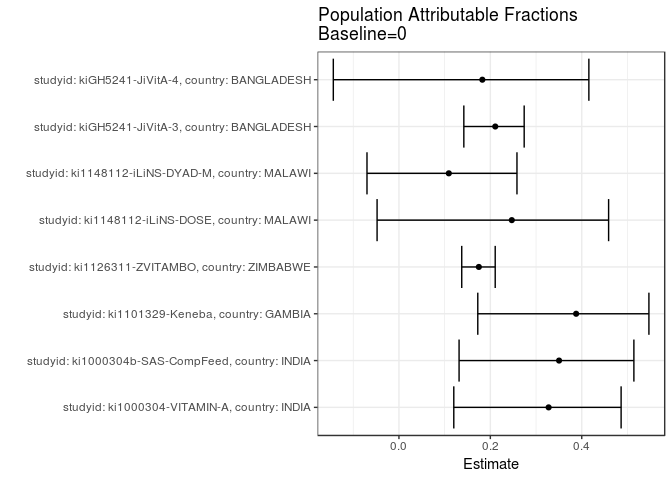 Population Attributable Fractions
Baseline=0
studyid: kiGH5241-JiVitA-4, country: BANGLADESH
studyid: kiGH5241-JiVitA-3, country: BANGLADESH
studyid: ki1148112-iLiNS-DYAD-M, country: MALAWI
studyid: ki1148112-iLiNS-DOSE, country: MALAWI
studyid: ki1126311-ZVITAMBO, country: ZIMBABWE
studyid: ki1101329-Keneba, country: GAMBIA
studyid: ki1000304b-SAS-CompFeed, country: INDIA
studyid: ki1000304-VITAMIN-A, country: INDIA
0.0 0.2 0.4
Estimate